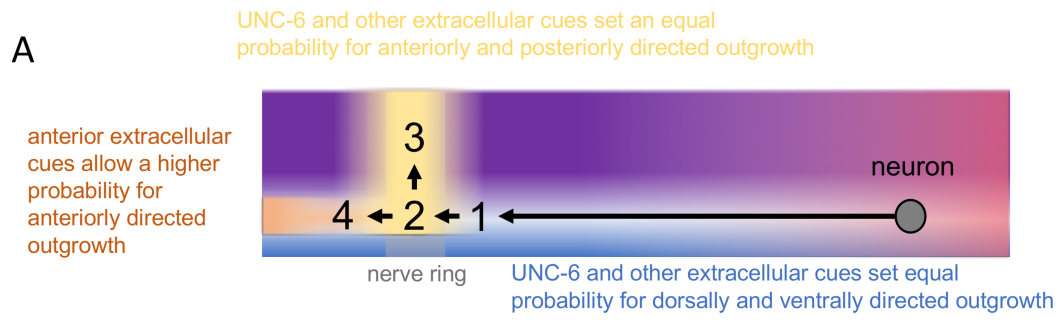 UNC-6 and other extracellular cues set an equal
probability for anteriorly and posteriorly directed outgrowth
A
anterior extracellular
cues allow a higher
probability for
anteriorly directed
outgrowth
3
neuron
4 2 1
nerve ring
UNC-6 and other extracellular cues set equal
probability for dorsally and ventrally directed outgrowth